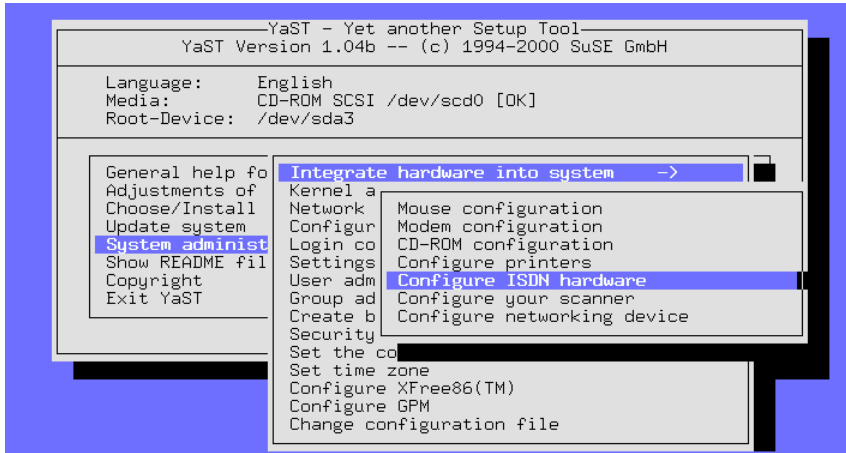 YaST - Yet another Setup Tool
YaST Version 1.04b -- (c) 1994-2000 SuSE GmbH
Language: English
Media: CD-ROM SCSI /dev/scd0 [OK]
Root-Device: /dev/sda3
General help fo
Adjustments of
Choose/Install
Update system
System administ
Show README fil
Copyright
Exit YaST
Integrate hardware into system ->
Kernel a
Network
Configur
Login co
Settings
User adm
Group ad
Create b
Security
Set the co
Set time zone
Configure XFree86(TM)
Configure GPM
Change configuration file
Mouse configuration
Modem configuration
CD-ROM configuration
Configure printers
Configure ISDN hardware
Configure your scanner
Configure networking device